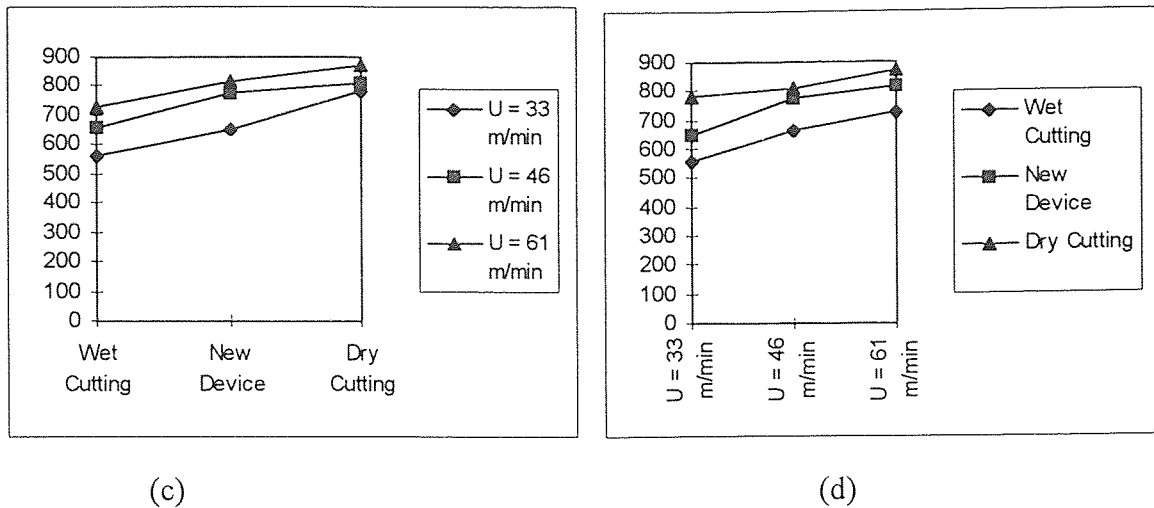 900
800
700
600
500
400
300
200
100
0
Wet
Cutting
New
Device
Dry
Cutting
U = 33
m/min
U = 46
m/min
U = 61
m/min
(c)
900
800
700
600
500
400
300
200
100
0
U = 33
m/min
U = 46
m/min
U = 61
m/min
Wet
Cutting
New
Device
Dry Cutting
(d)